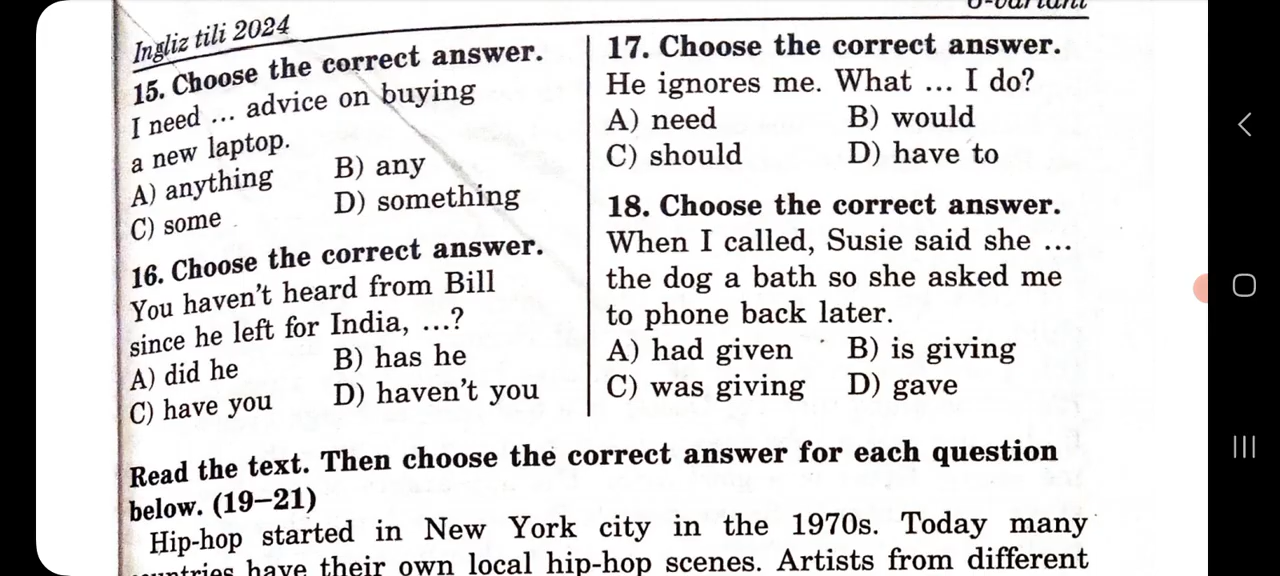 Ingliz tili 2024
15. Choose the correct answer.
I need ... advice on buying
a new laptop.
A) anything B) any
C) some D) something
16. Choose the correct answer.
You haven't heard from Bill
since he left for India, ...?
A) did he B) has he
C) have you D) haven't you
17. Choose the correct answer.
He ignores me. What ... I do?
A) need B) would
C) should D) have to
18. Choose the correct answer.
When I called, Susie said she ...
the dog a bath so she asked me
to phone back later.
A) had given B) is giving
C) was giving D) gave
Read the text. Then choose the correct answer for each question
below. (19–21)
Hip-hop started in New York city in the 1970s. Today many
have their own local hip-hop scenes. Artists from different